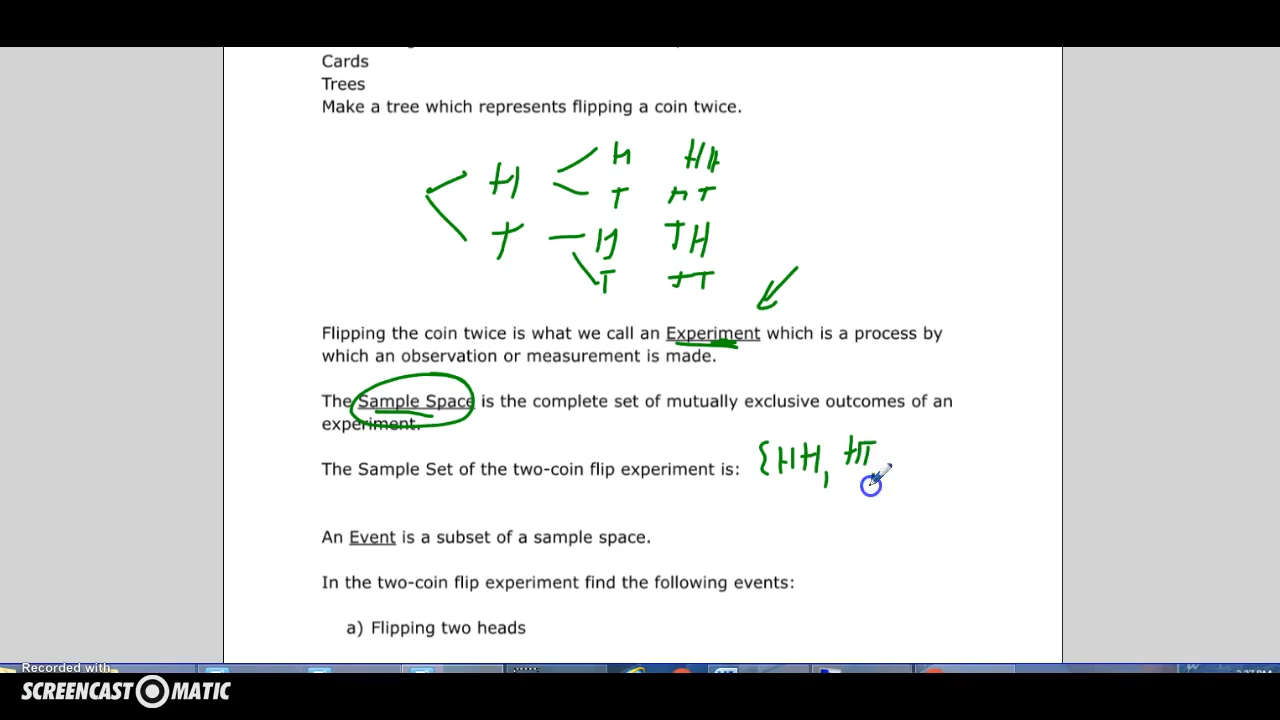 Cards
Trees
Make a tree which represents flipping a coin twice.
H H HH
T HT
T H TH
T TT
Flipping the coin twice is what we call an Experiment which is a process by
which an observation or measurement is made.
The Sample Space is the complete set of mutually exclusive outcomes of an
experiment.
The Sample Set of the two-coin flip experiment is: {HH, HT
An Event is a subset of a sample space.
In the two-coin flip experiment find the following events:
a) Flipping two heads
Recorded with
SCREENCAST O MATIC